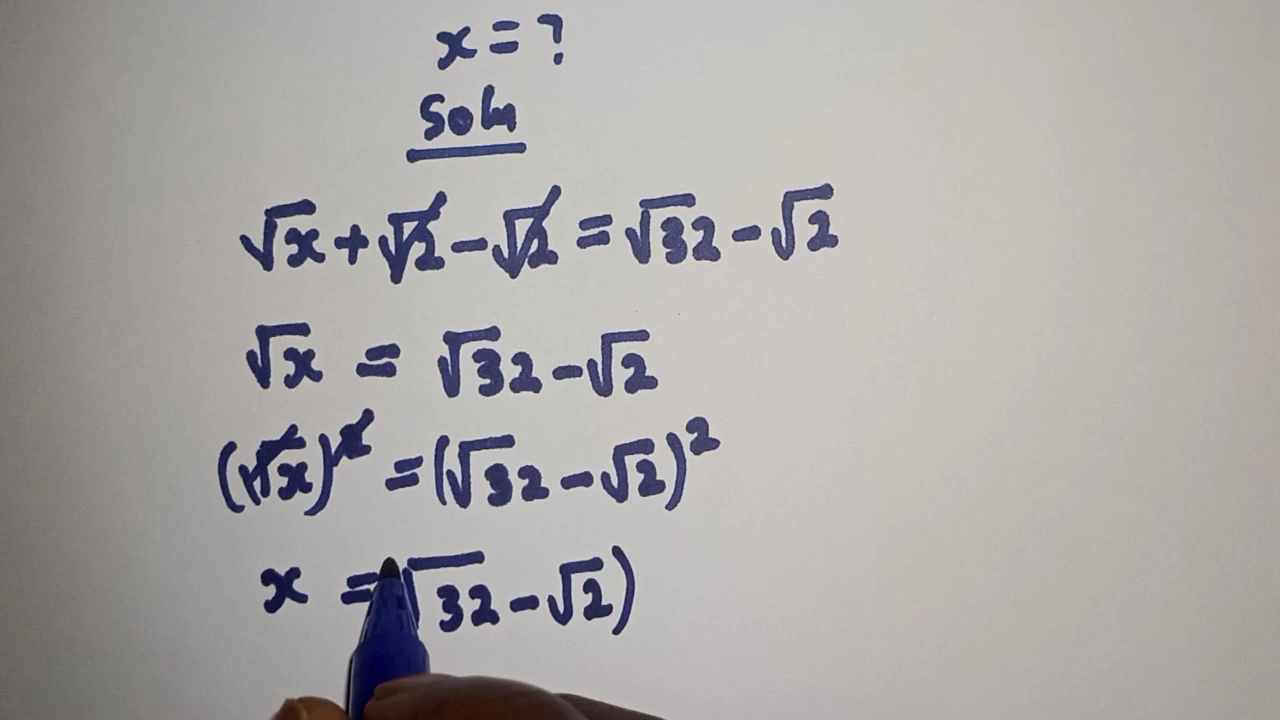 x = ?
Soln
√x + √2 - √2 = √32 - √2
√x = √32 - √2
(√x)² = (√32 - √2)²
x = √32 - √2)